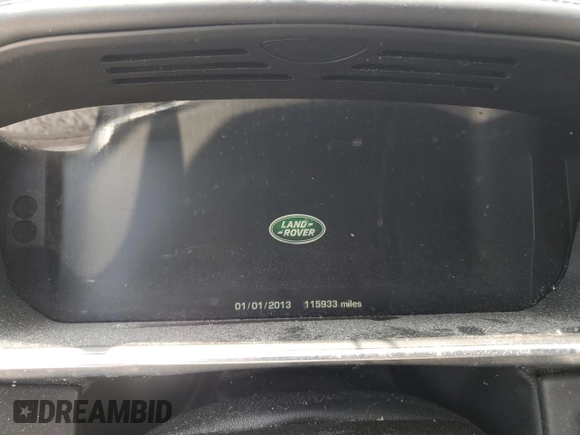 LAND-
-ROVER
01/01/2013 115933 miles
DREAMBID